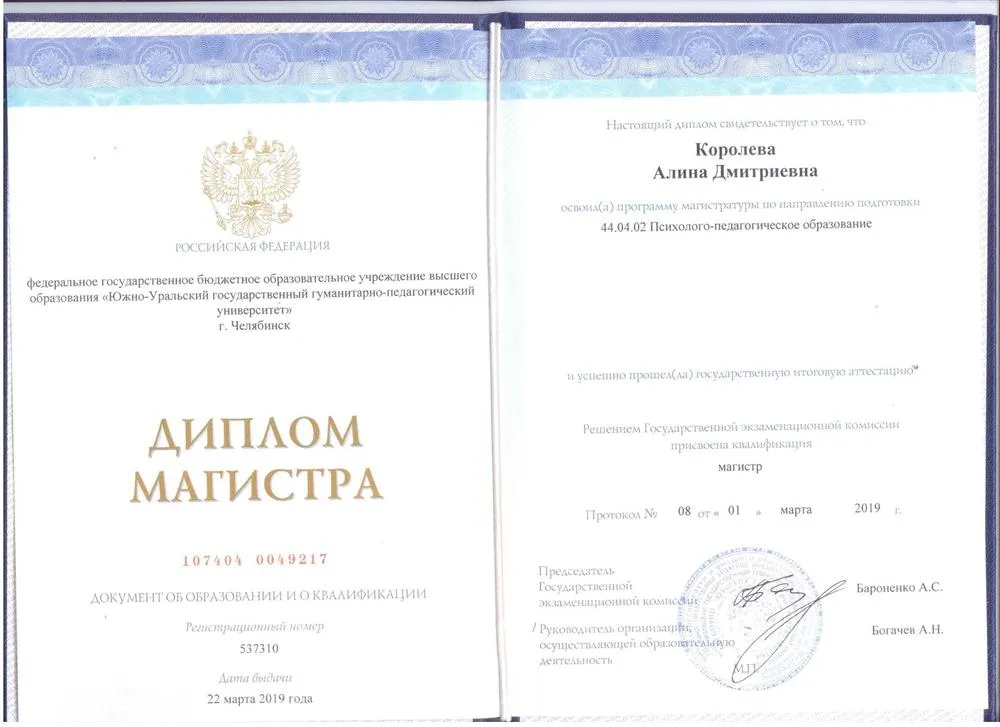 РОССИЙСКАЯ ФЕДЕРАЦИЯ
федеральное государственное бюджетное образовательное учреждение высшего
образования «Южно-Уральский государственный гуманитарно-педагогический
университет»
г. Челябинск
ДИПЛОМ
МАГИСТРА
107404 0049217
ДОКУМЕНТ ОБ ОБРАЗОВАНИИ И О КВАЛИФИКАЦИИ
Регистрационный номер
537310
Дата выдачи
22 марта 2019 года
Настоящий диплом свидетельствует о том, что
Королева
Алина Дмитриевна
освоил(а) программу магистратуры по направлению подготовки
44.04.02 Психолого-педагогическое образование
и успешно прошел(ла) государственную итоговую аттестацию
Решением Государственной экзаменационной комиссии
присвоена квалификация
магистр
Протокол № 08 от « 01 » марта 2019 г.
Председатель
Государственной
экзаменационной комиссии
Бароненко А.С.
Руководитель организации,
осуществляющей образовательную
деятельность
Богачев А.Н.
М.П.